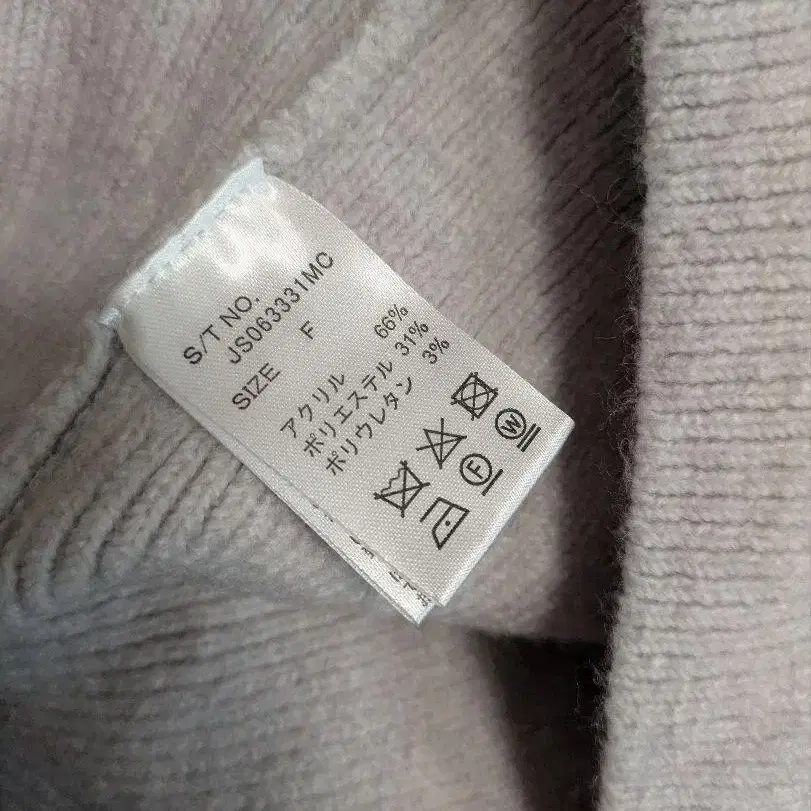 S/T NO.
JS063331MC
SIZE F
アクリル 66%
ポリエステル 31%
ポリウレタン 3%
W
F